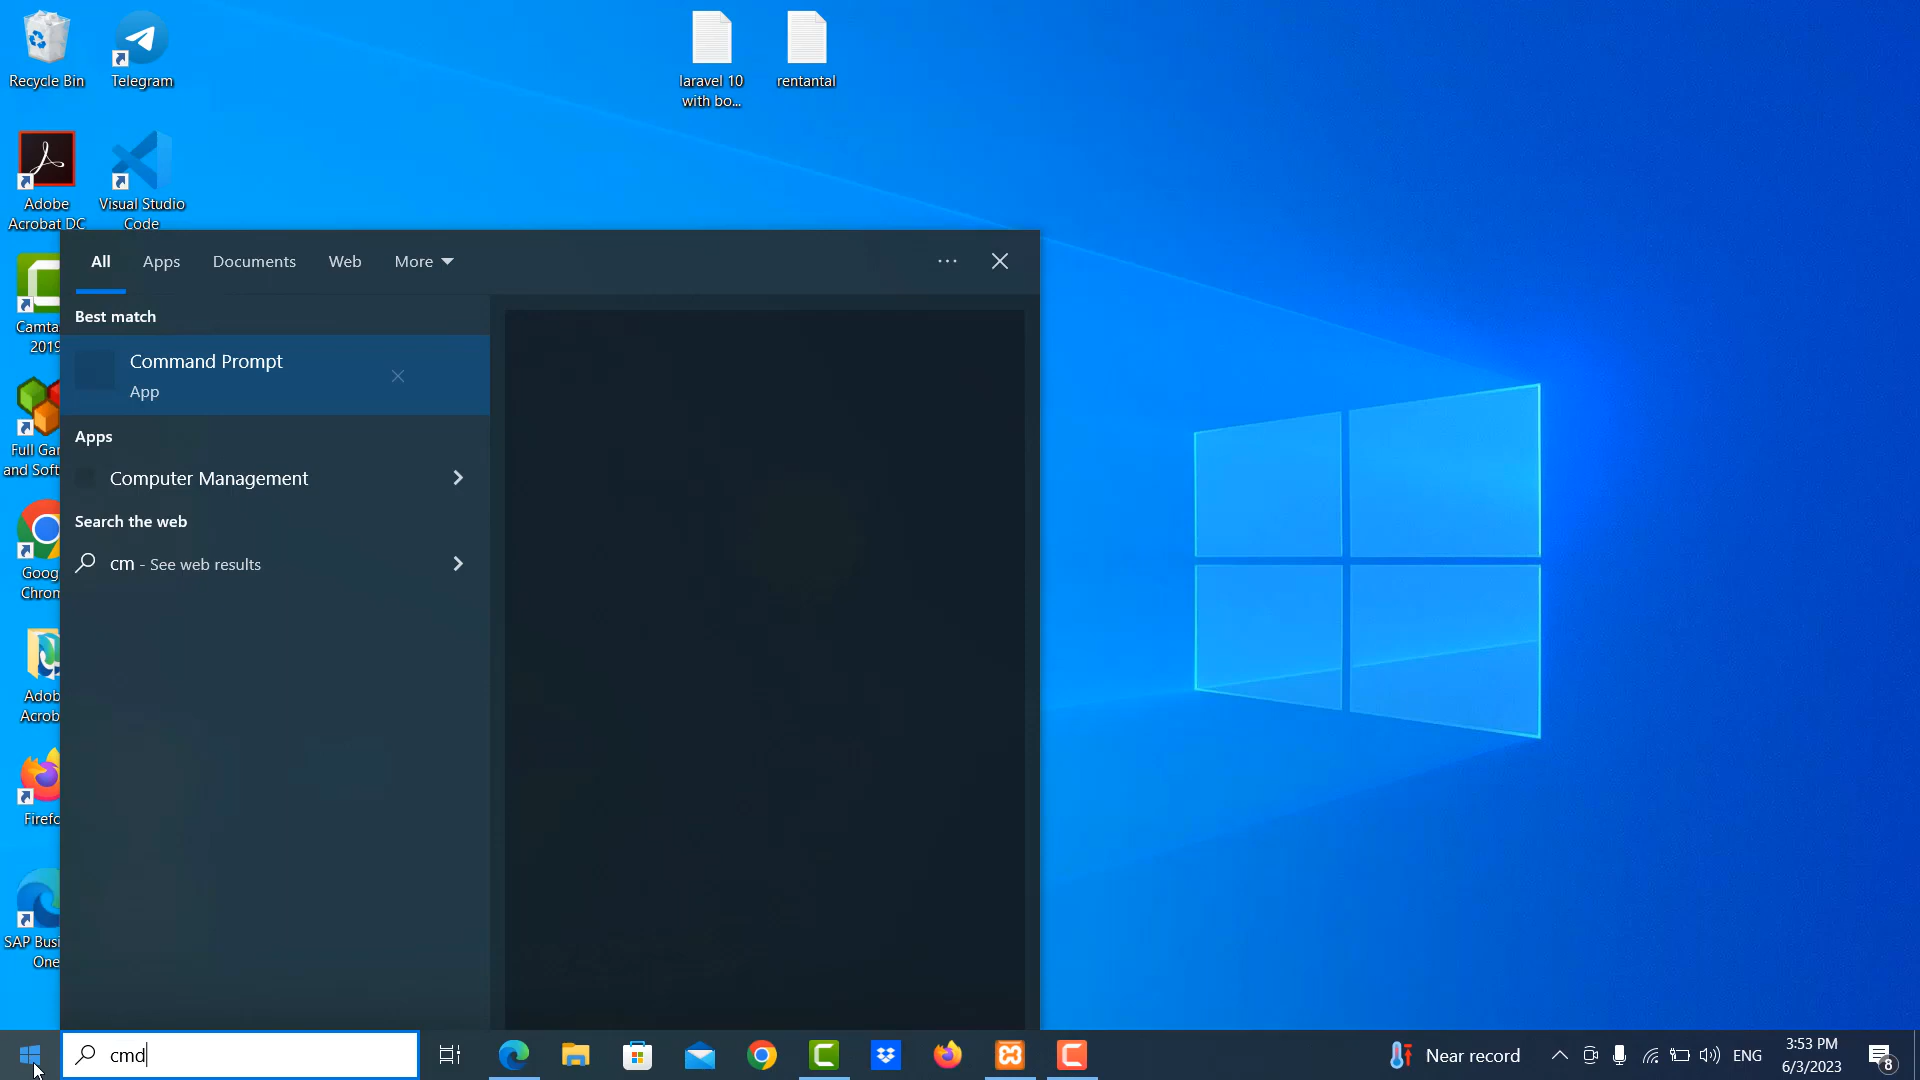 Recycle Bin
Telegram
laravel 10
with bo...
rentantal
Adobe
Acrobat DC
Visual Studio
Code
All
Apps
Documents
Web
More
Best match
Command Prompt
App
Apps
Computer Management
Search the web
cm - See web results
Camta
2019
Full Gar
and Soft
Goog
Chrom
Adob
Acrob
Firefo
SAP Busi
One
cmd
Near record
ENG
3:53 PM
6/3/2023
8